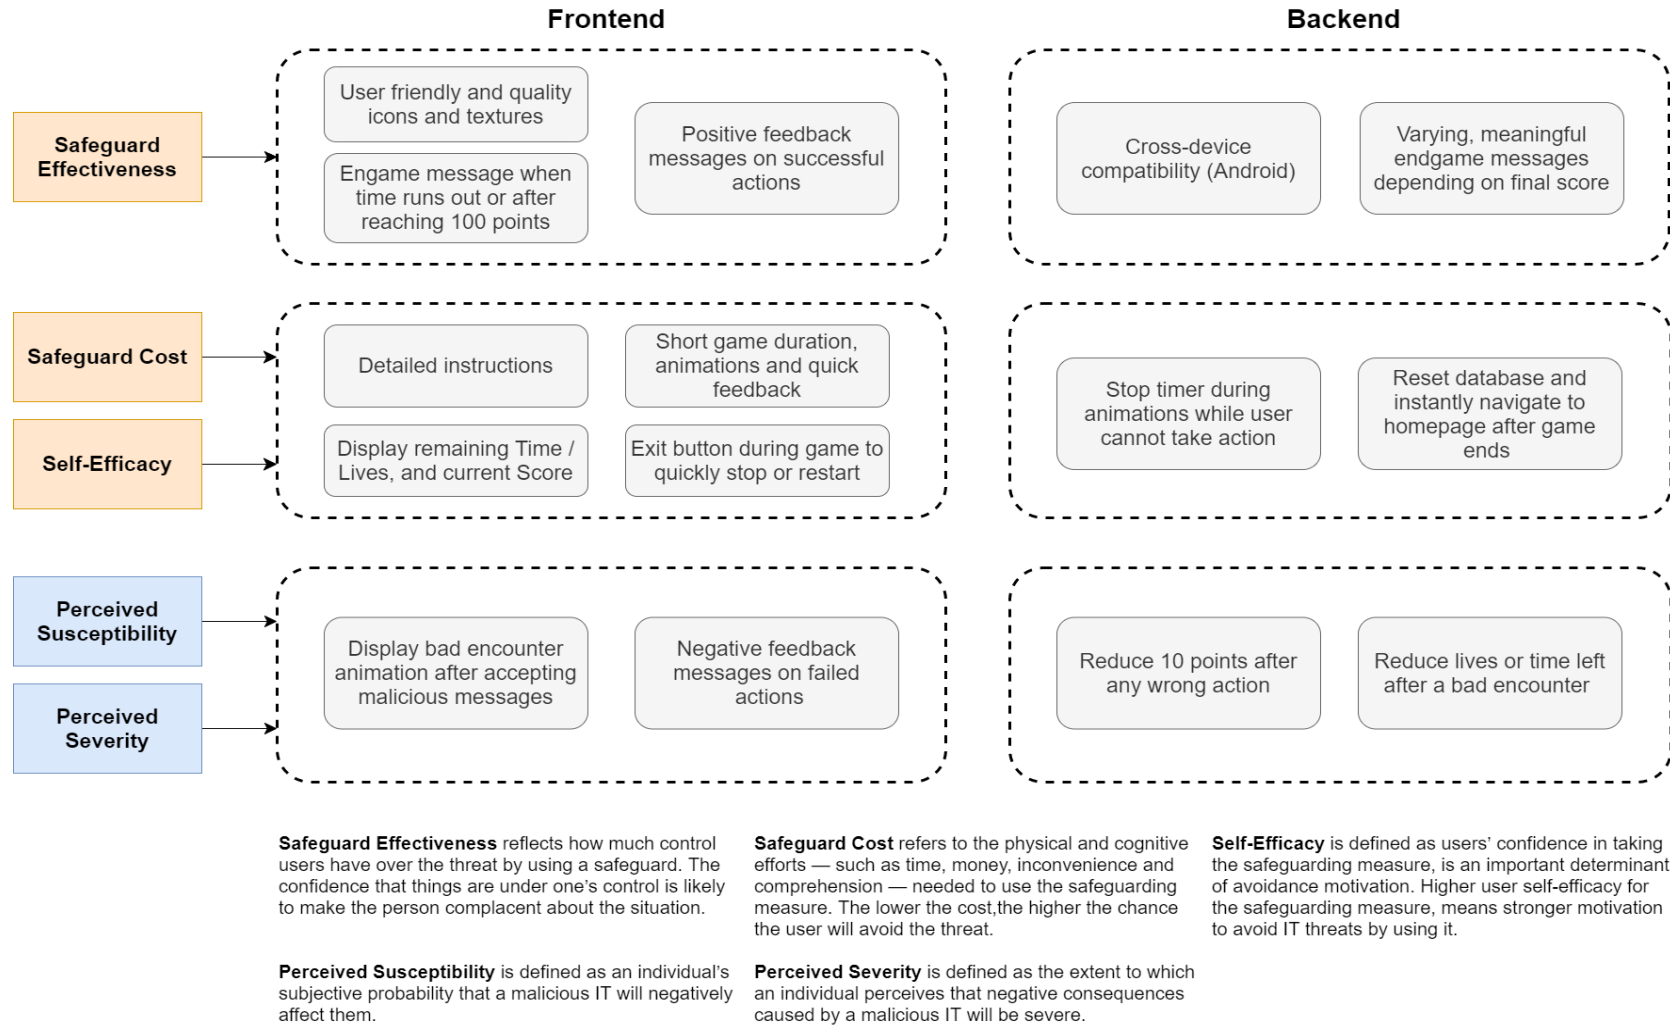 Frontend
Backend
Safeguard
Effectiveness
User friendly and quality
icons and textures
Engame message when
time runs out or after
reaching 100 points
Positive feedback
messages on successful
actions
Cross-device
compatibility (Android)
Varying, meaningful
endgame messages
depending on final score
Safeguard Cost
Self-Efficacy
Detailed instructions
Short game duration,
animations and quick
feedback
Display remaining Time /
Lives, and current Score
Exit button during game to
quickly stop or restart
Stop timer during
animations while user
cannot take action
Reset database and
instantly navigate to
homepage after game
ends
Perceived
Susceptibility
Perceived
Severity
Display bad encounter
animation after accepting
malicious messages
Negative feedback
messages on failed
actions
Reduce 10 points after
any wrong action
Reduce lives or time left
after a bad encounter
Safeguard Effectiveness reflects how much control
users have over the threat by using a safeguard. The
confidence that things are under one’s control is likely
to make the person complacent about the situation.
Safeguard Cost refers to the physical and cognitive
efforts — such as time, money, inconvenience and
comprehension — needed to use the safeguarding
measure. The lower the cost,the higher the chance
the user will avoid the threat.
Self-Efficacy is defined as users’ confidence in taking
the safeguarding measure, is an important determinant
of avoidance motivation. Higher user self-efficacy for
the safeguarding measure, means stronger motivation
to avoid IT threats by using it.
Perceived Susceptibility is defined as an individual’s
subjective probability that a malicious IT will negatively
affect them.
Perceived Severity is defined as the extent to which
an individual perceives that negative consequences
caused by a malicious IT will be severe.